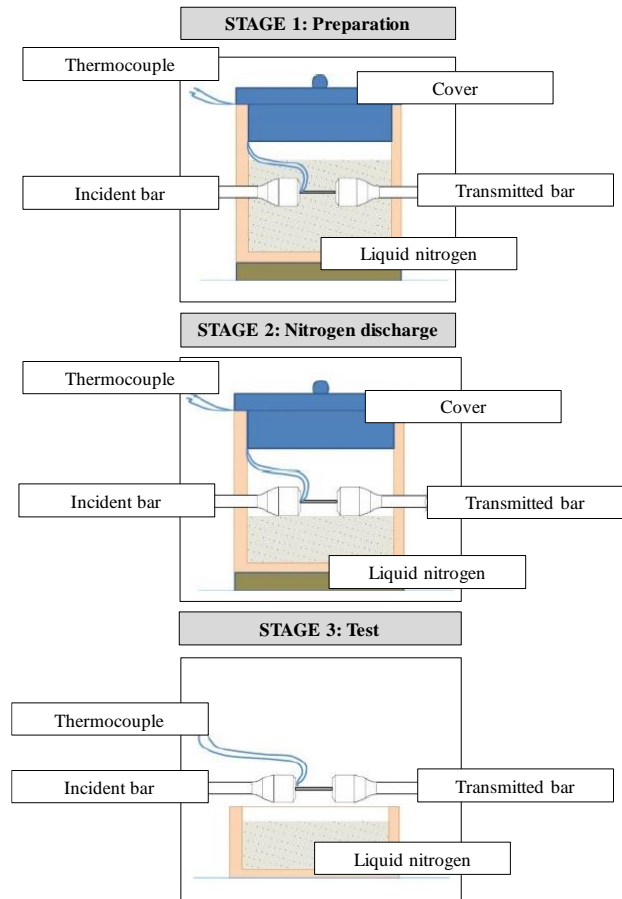 STAGE 1: Preparation
Thermocouple
Cover
Incident bar
Transmitted bar
Liquid nitrogen
STAGE 2: Nitrogen discharge
Thermocouple
Cover
Incident bar
Transmitted bar
Liquid nitrogen
STAGE 3: Test
Thermocouple
Incident bar
Transmitted bar
Liquid nitrogen